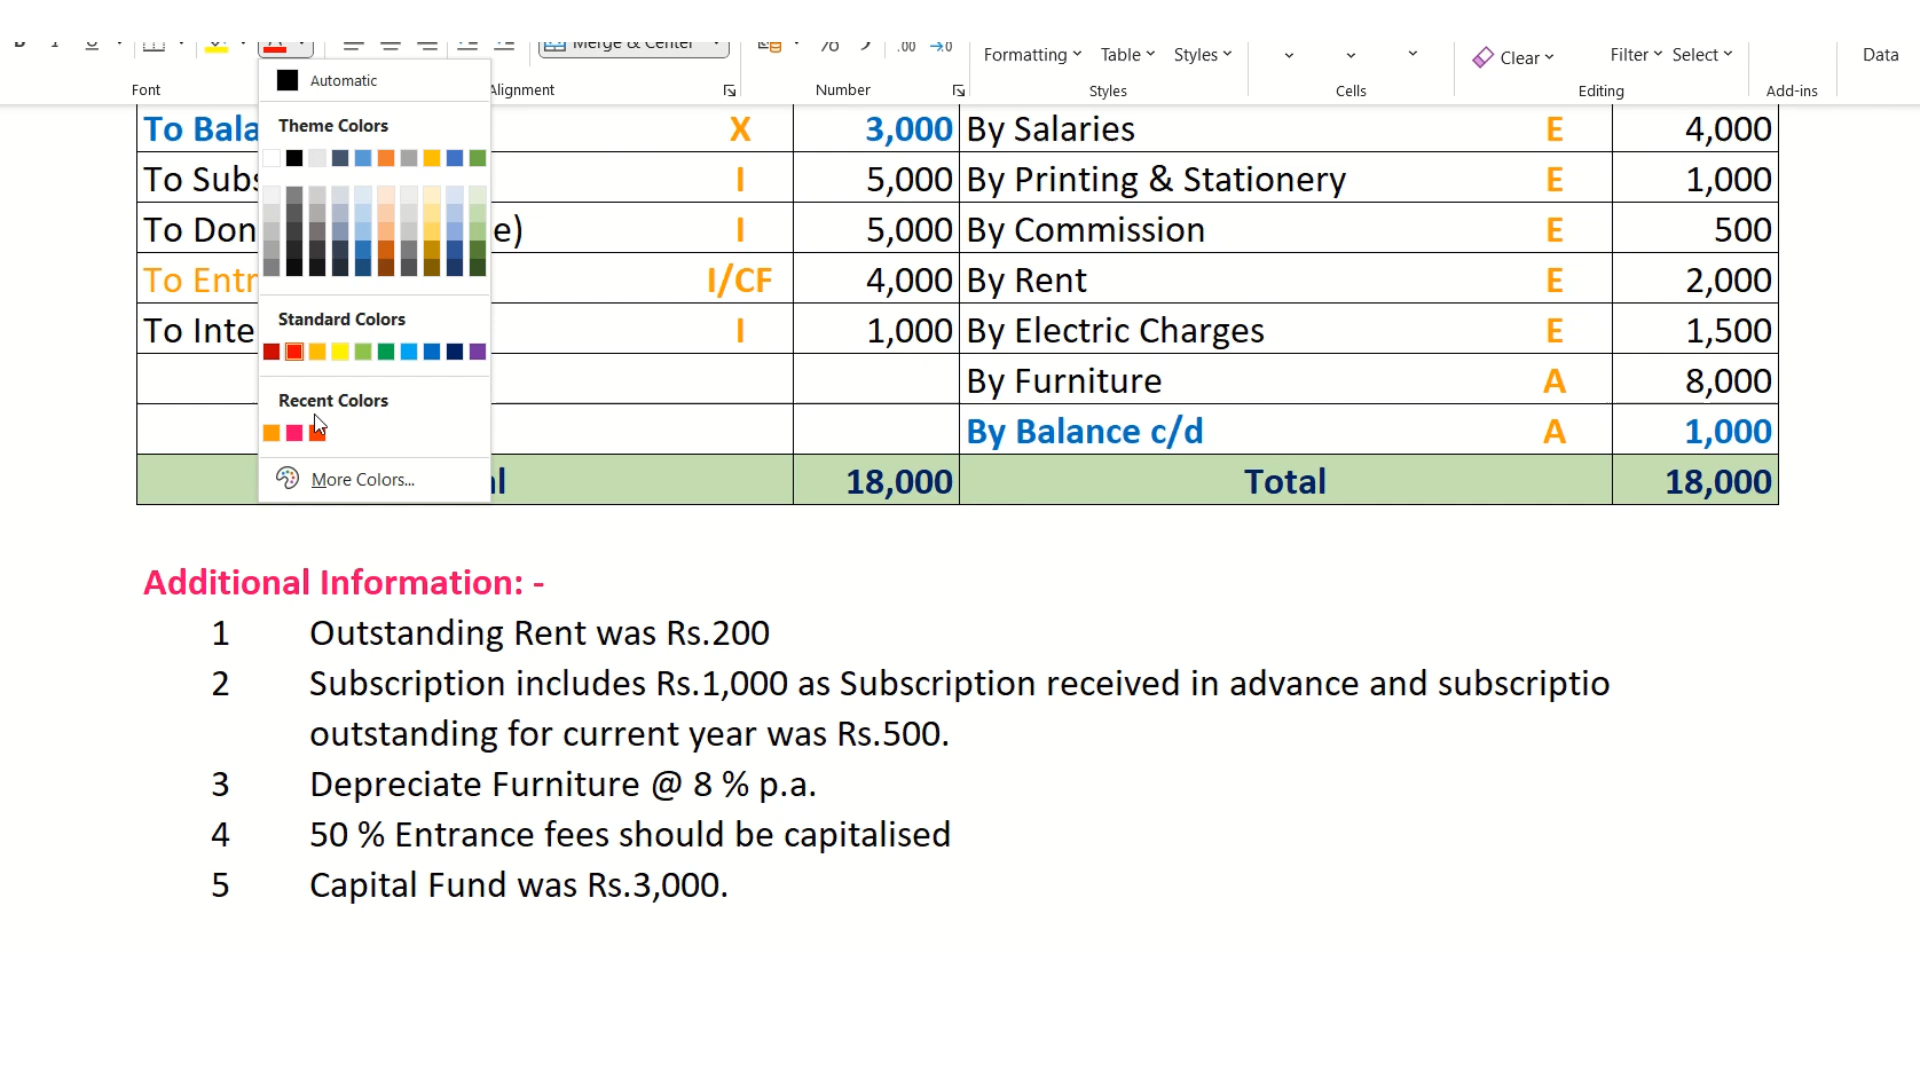 Merge & Center
Formatting Table Styles
Clear
Filter Select
Data
Font
Alignment
Number
Styles
Cells
Editing
Add-ins
Automatic
Theme Colors
Standard Colors
Recent Colors
More Colors...
To Bala X 3,000 By Salaries E 4,000
To Subs I 5,000 By Printing & Stationery E 1,000
To Don e) I 5,000 By Commission E 500
To Entr I/CF 4,000 By Rent E 2,000
To Inte I 1,000 By Electric Charges E 1,500
By Furniture A 8,000
By Balance c/d A 1,000
al 18,000 Total 18,000
Additional Information: -
1 Outstanding Rent was Rs.200
2 Subscription includes Rs.1,000 as Subscription received in advance and subscriptio
outstanding for current year was Rs.500.
3 Depreciate Furniture @ 8 % p.a.
4 50 % Entrance fees should be capitalised
5 Capital Fund was Rs.3,000.